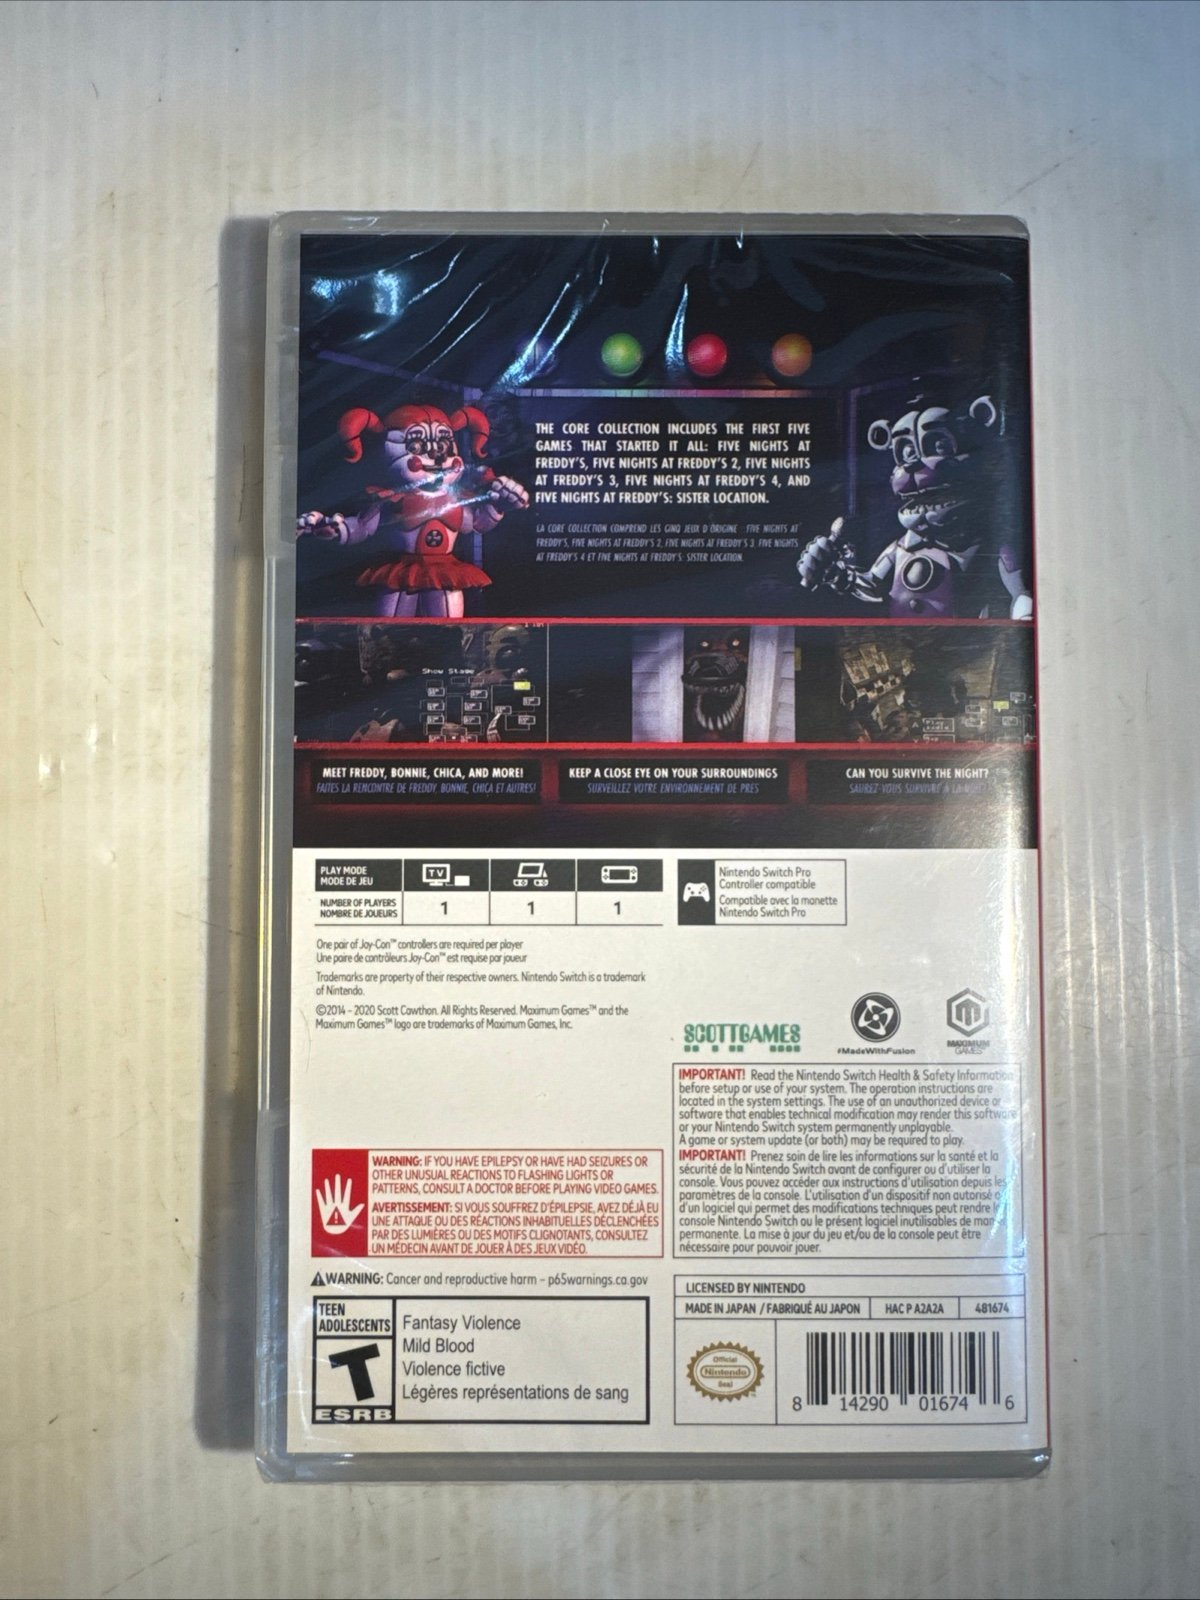 THE CORE COLLECTION INCLUDES THE FIRST FIVE
GAMES THAT STARTED IT ALL: FIVE NIGHTS AT
FREDDY'S, FIVE NIGHTS AT FREDDY'S 2, FIVE NIGHTS
AT FREDDY'S 3, FIVE NIGHTS AT FREDDY'S 4, AND
FIVE NIGHTS AT FREDDY'S: SISTER LOCATION.
LA CORE COLLECTION COMPREND LES CINQ JEUX D'ORIGINE : FIVE NIGHTS AT
FREDDY'S, FIVE NIGHTS AT FREDDY'S 2, FIVE NIGHTS AT FREDDY'S 3, FIVE NIGHTS
AT FREDDY'S 4 ET FIVE NIGHTS AT FREDDY'S: SISTER LOCATION.
Show Stage
MEET FREDDY, BONNIE, CHICA, AND MORE!
FAITES LA RENCONTRE DE FREDDY, BONNIE, CHICA ET AUTRES!
KEEP A CLOSE EYE ON YOUR SURROUNDINGS
SURVEILLEZ VOTRE ENVIRONNEMENT DE PRÈS
CAN YOU SURVIVE THE NIGHT?
SAUREZ-VOUS SURVIVRE À LA NUIT?
PLAY MODE
MODE DE JEU
TV
NUMBER OF PLAYERS
NOMBRE DE JOUEURS
1 1 1
Nintendo Switch Pro
Controller compatible
Compatible avec la manette
Nintendo Switch Pro
One pair of Joy-Con™ controllers are required per player
Une paire de contrôleurs Joy-Con™ est requise par joueur
Trademarks are property of their respective owners. Nintendo Switch is a trademark
of Nintendo.
©2014 - 2020 Scott Cawthon. All Rights Reserved. Maximum Games™ and the
Maximum Games™ logo are trademarks of Maximum Games, Inc.
SCOTTGAMES
#MadeWithFusion
MAXIMUM
GAMES™
IMPORTANT! Read the Nintendo Switch Health & Safety Information
before setup or use of your system. The operation instructions are
located in the system settings. The use of an unauthorized device or
software that enables technical modification may render this software
or your Nintendo Switch system permanently unplayable.
A game or system update (or both) may be required to play.
IMPORTANT! Prenez soin de lire les informations sur la santé et la
sécurité de la Nintendo Switch avant de configurer ou d'utiliser la
console. Vous pouvez accéder aux instructions d'utilisation depuis les
paramètres de la console. L'utilisation d'un dispositif non autorisé o
d'un logiciel qui permet des modifications techniques peut rendre l
console Nintendo Switch ou le présent logiciel inutilisables de man
permanente. La mise à jour du jeu et/ou de la console peut être
nécessaire pour pouvoir jouer.
WARNING: IF YOU HAVE EPILEPSY OR HAVE HAD SEIZURES OR
OTHER UNUSUAL REACTIONS TO FLASHING LIGHTS OR
PATTERNS, CONSULT A DOCTOR BEFORE PLAYING VIDEO GAMES.
AVERTISSEMENT: SI VOUS SOUFFREZ D'ÉPILEPSIE, AVEZ DÉJÀ EU
UNE ATTAQUE OU DES RÉACTIONS INHABITUELLES DÉCLENCHÉES
PAR DES LUMIÈRES OU DES MOTIFS CLIGNOTANTS, CONSULTEZ
UN MÉDECIN AVANT DE JOUER À DES JEUX VIDÉO.
WARNING: Cancer and reproductive harm - p65warnings.ca.gov
TEEN
ADOLESCENTS
T
ESRB
Fantasy Violence
Mild Blood
Violence fictive
Légères représentations de sang
LICENSED BY NINTENDO
MADE IN JAPAN / FABRIQUÉ AU JAPON HAC P A2A2A 481674
Official
Nintendo
Seal
8 14290 01674 6